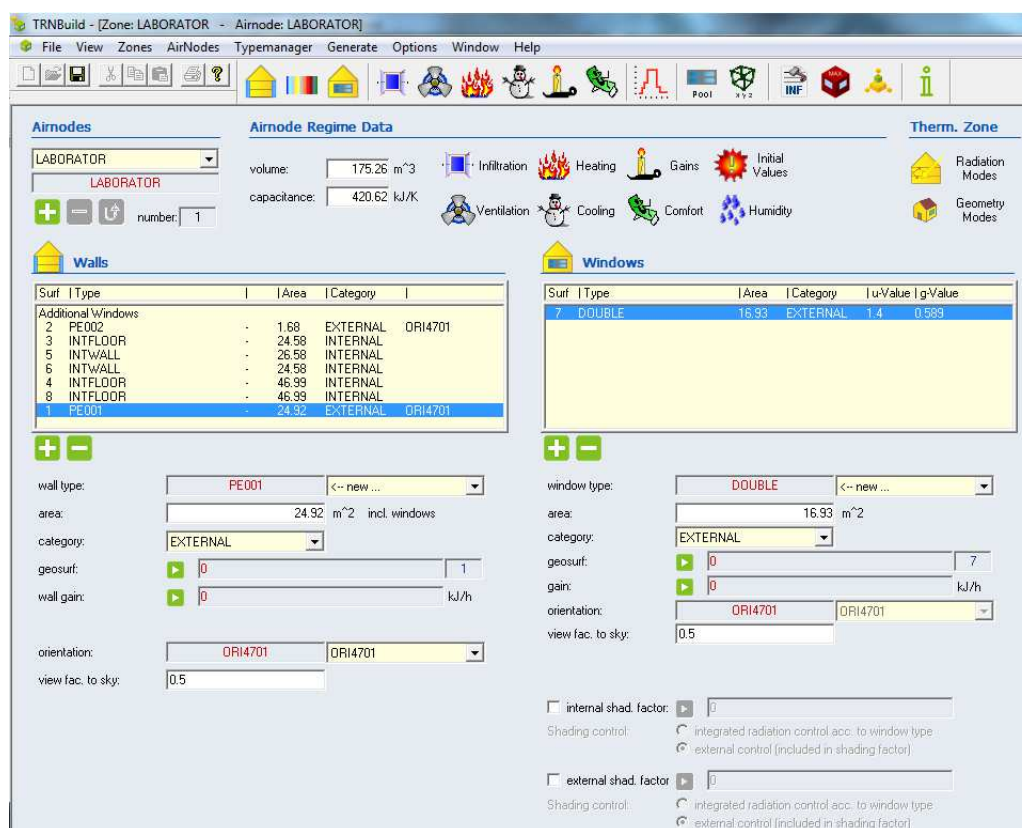 TRNBuild - [Zone: LABORATOR - Airnode: LABORATOR]
File View Zones AirNodes Typemanager Generate Options Window Help
Pool xyz INF MAX
Airnodes Airnode Regime Data Therm. Zone
LABORATOR volume: 175.26 m^3 Infiltration Heating Gains Initial Values Radiation Modes
LABORATOR
capacitance: 420.62 kJ/K Ventilation Cooling Comfort Humidity Geometry Modes
number: 1
Walls Windows
|Surf |Type | |Area |Category | |Surf |Type |Area |Category |u-Value |g-Value
Additional Windows 7 DOUBLE 16.93 EXTERNAL 1.4 0.589
2 PE002 - 1.68 EXTERNAL ORI4701
3 INTFLOOR - 24.58 INTERNAL
5 INTWALL - 26.58 INTERNAL
6 INTWALL - 24.58 INTERNAL
4 INTFLOOR - 46.99 INTERNAL
8 INTFLOOR - 46.99 INTERNAL
1 PE001 - 24.92 EXTERNAL ORI4701
wall type: PE001 <-- new ... window type: DOUBLE <-- new ...
area: 24.92 m^2 incl. windows area: 16.93 m^2
category: EXTERNAL category: EXTERNAL
geosurf: 0 1 geosurf: 0 7
wall gain: 0 kJ/h gain: 0 kJ/h
orientation: ORI4701 ORI4701
view fac. to sky: 0.5
orientation: ORI4701 ORI4701
view fac. to sky: 0.5
internal shad. factor: 0
Shading control: integrated radiation control acc. to window type
external control (included in shading factor)
external shad. factor 0
Shading control: integrated radiation control acc. to window type
external control (included in shading factor)